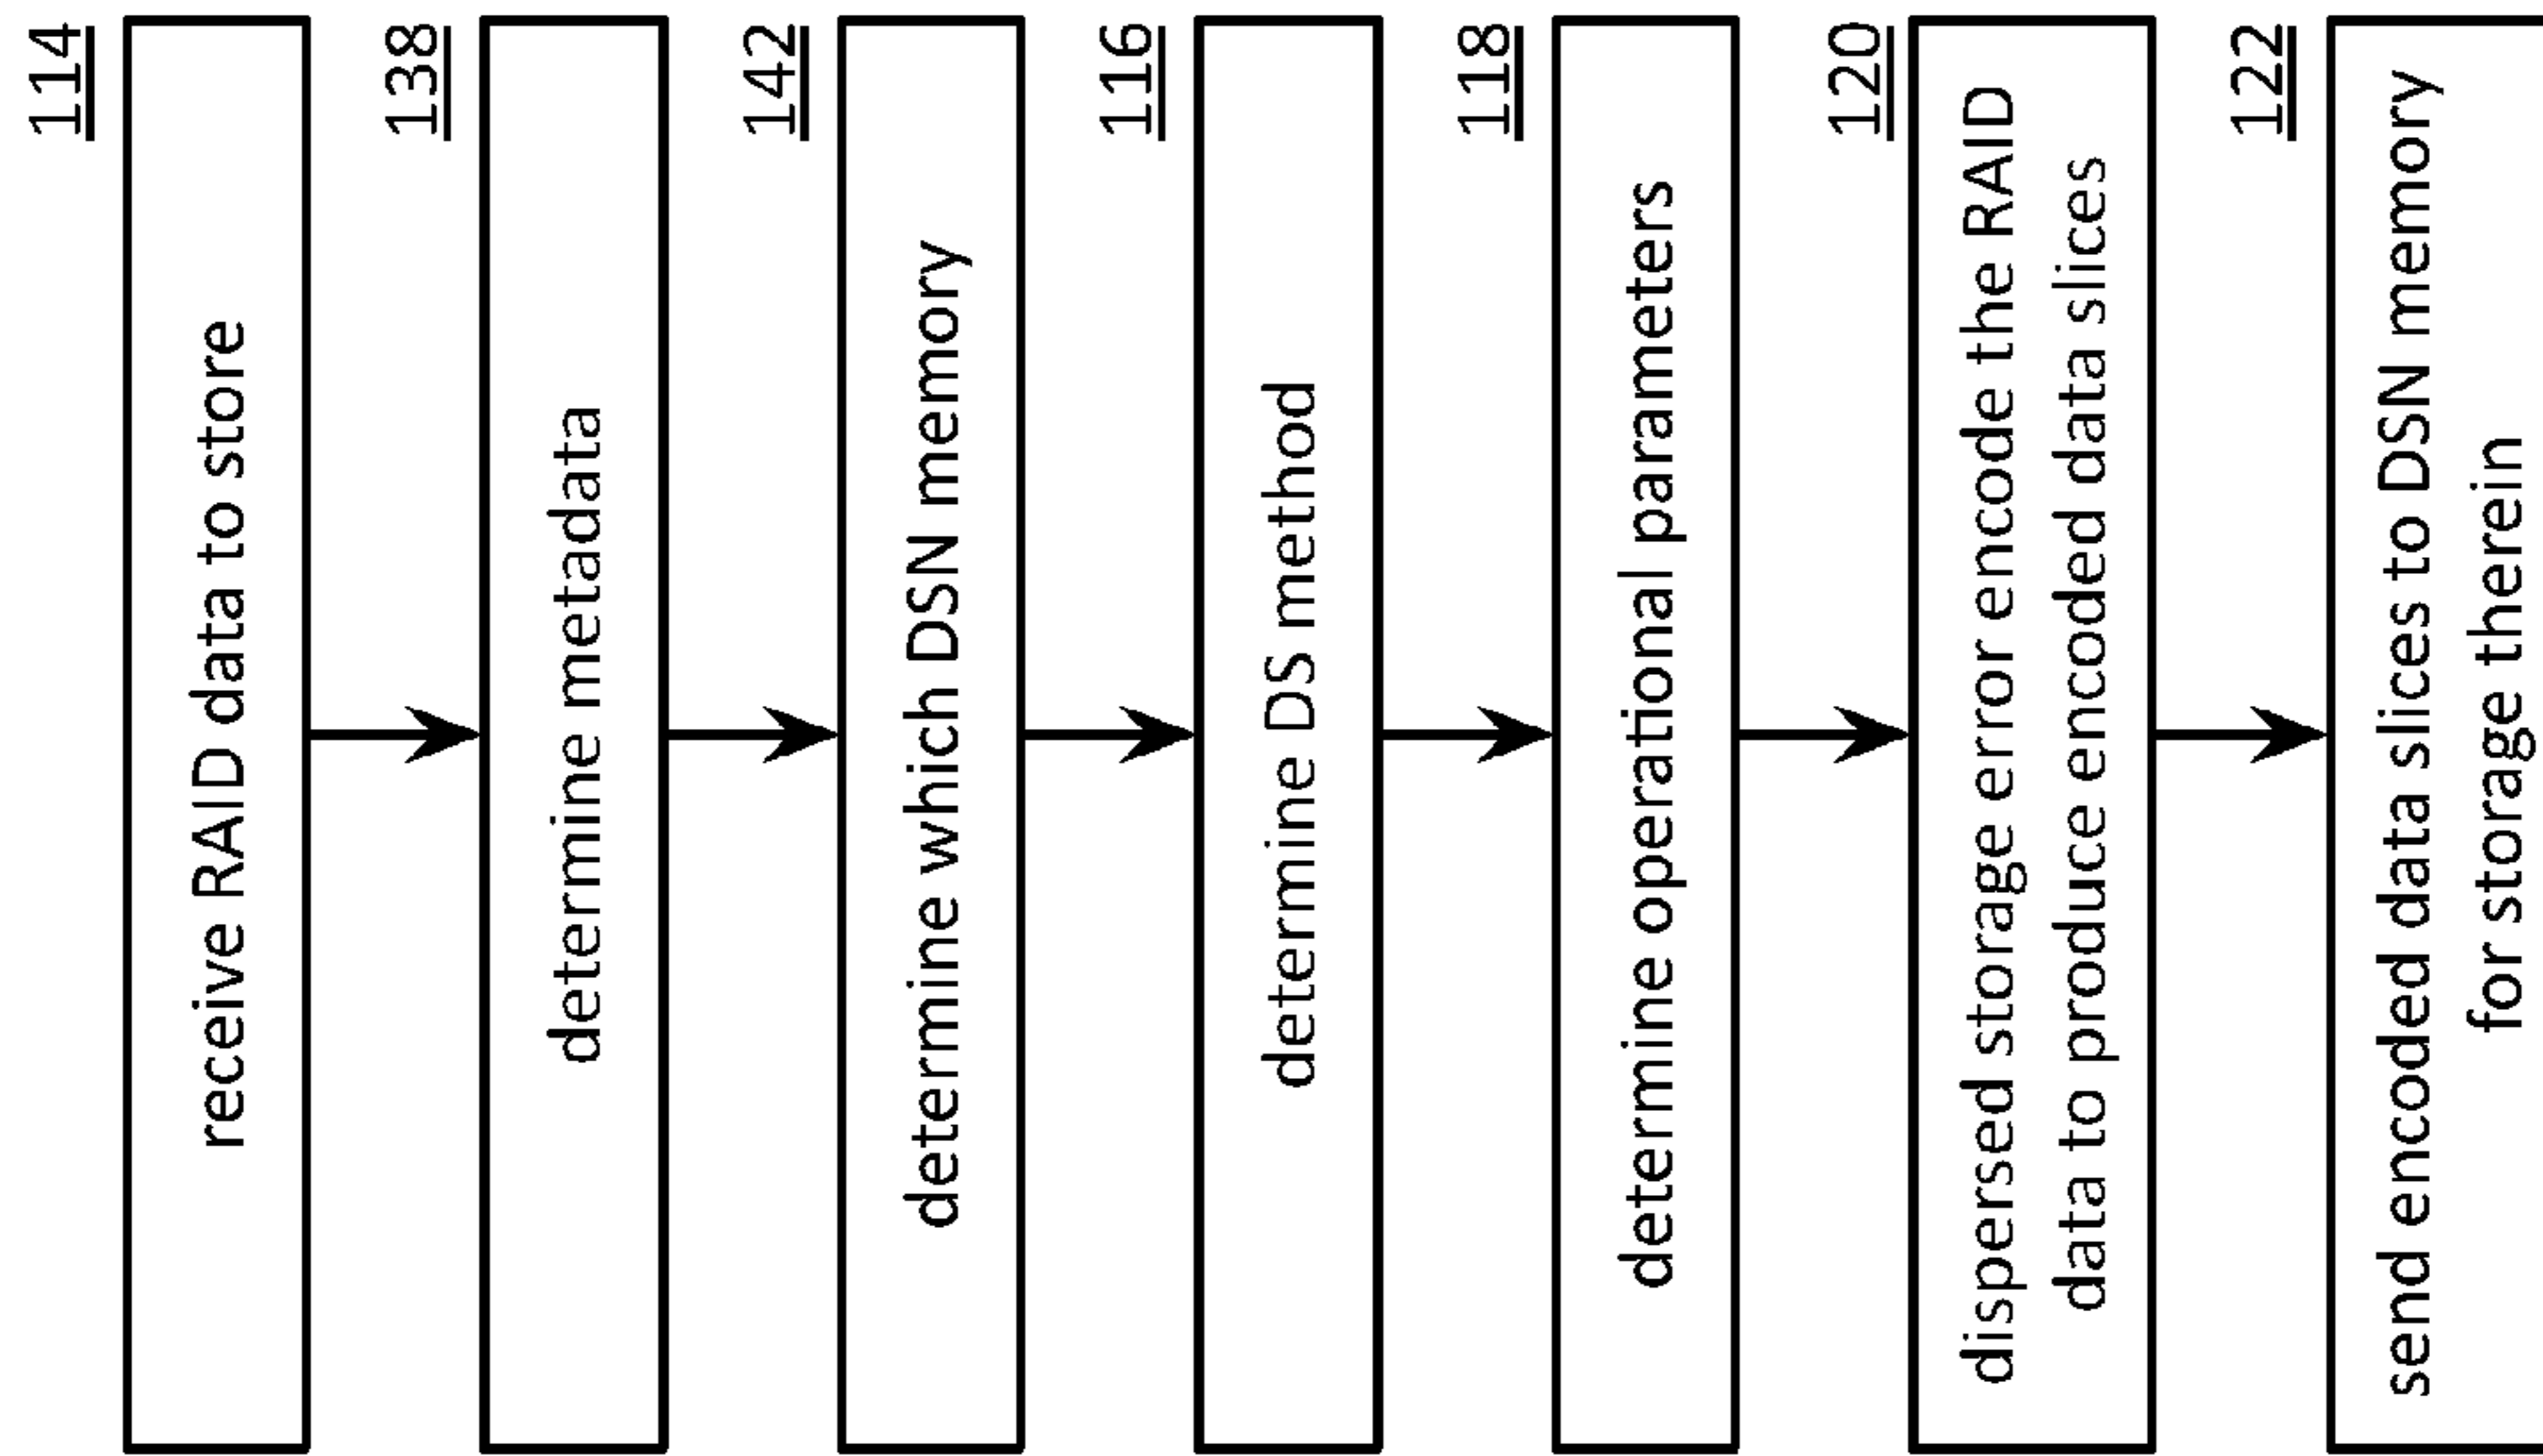 114
receive RAID data to store
138
determine metadata
142
determine which DSN memory
116
determine DS method
118
determine operational parameters
120
dispersed storage error encode the RAID
data to produce encoded data slices
122
send encoded data slices to DSN memory
for storage therein